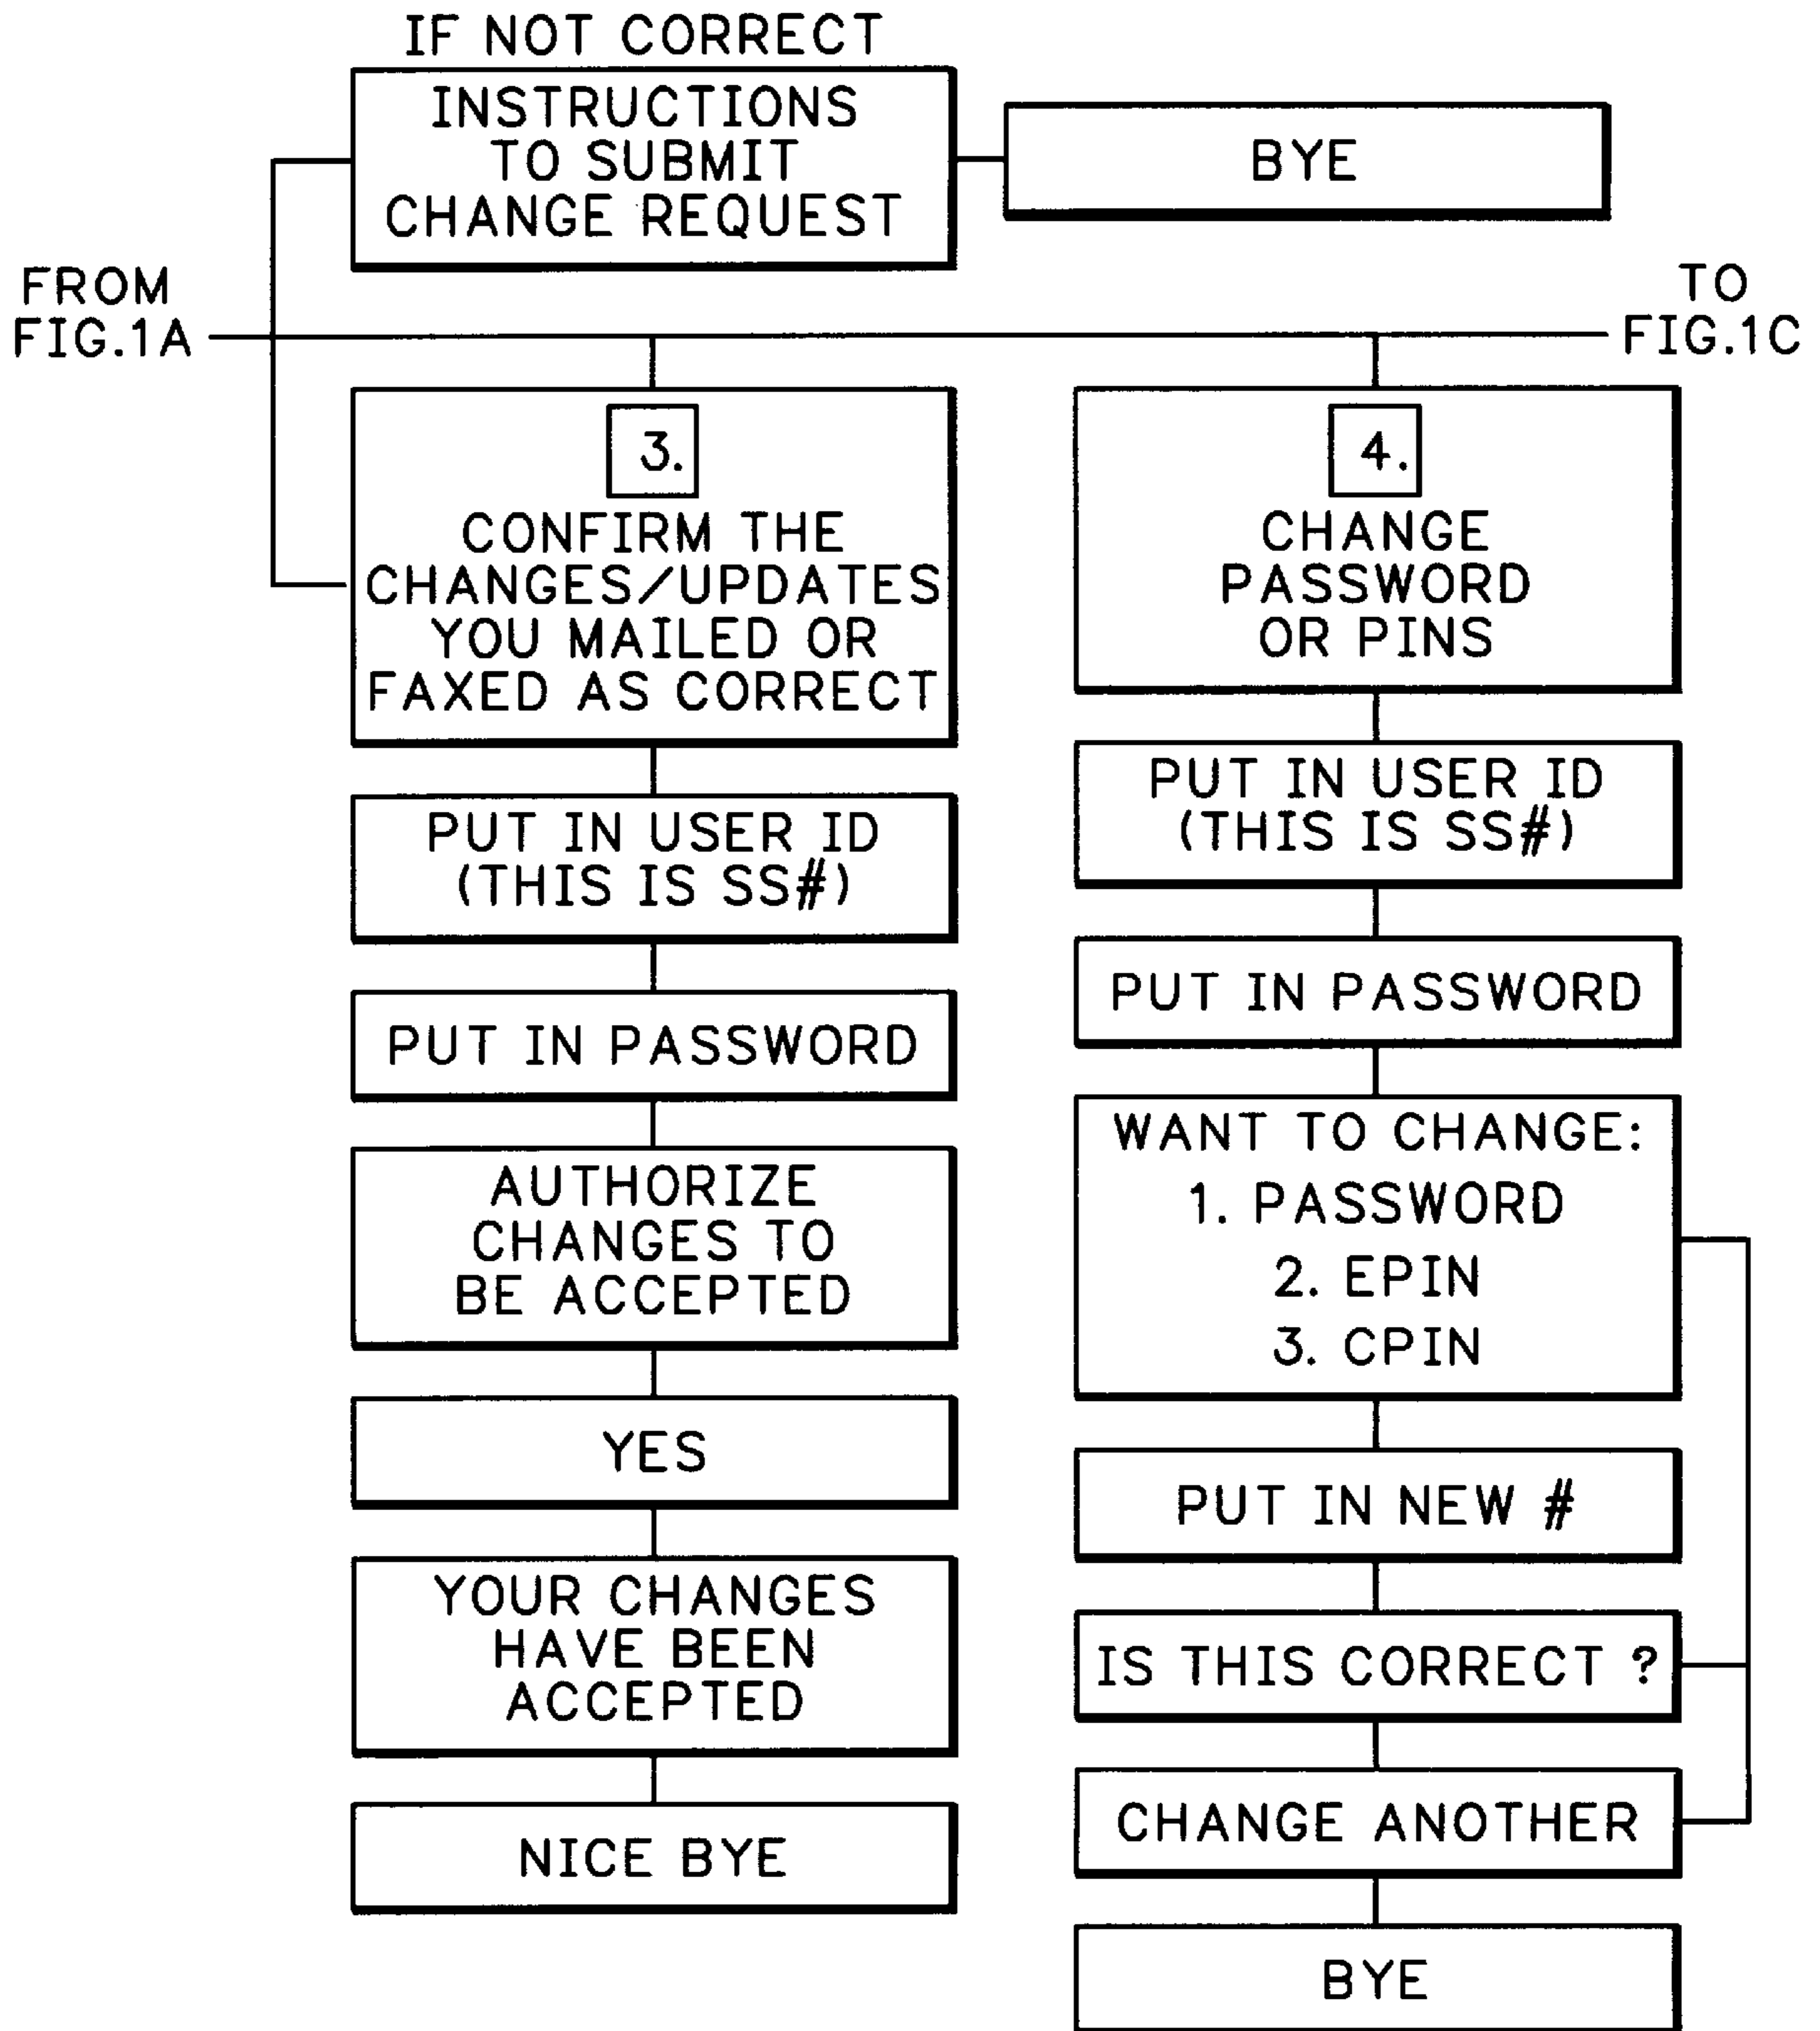 IF NOT CORRECT
INSTRUCTIONS
TO SUBMIT
CHANGE REQUEST
BYE
FROM
FIG.1A
TO
FIG.1C
3.
CONFIRM THE
CHANGES/UPDATES
YOU MAILED OR
FAXED AS CORRECT
PUT IN USER ID
(THIS IS SS#)
PUT IN PASSWORD
AUTHORIZE
CHANGES TO
BE ACCEPTED
YES
YOUR CHANGES
HAVE BEEN
ACCEPTED
NICE BYE
4.
CHANGE
PASSWORD
OR PINS
PUT IN USER ID
(THIS IS SS#)
PUT IN PASSWORD
WANT TO CHANGE:
1. PASSWORD
2. EPIN
3. CPIN
PUT IN NEW #
IS THIS CORRECT ?
CHANGE ANOTHER
BYE